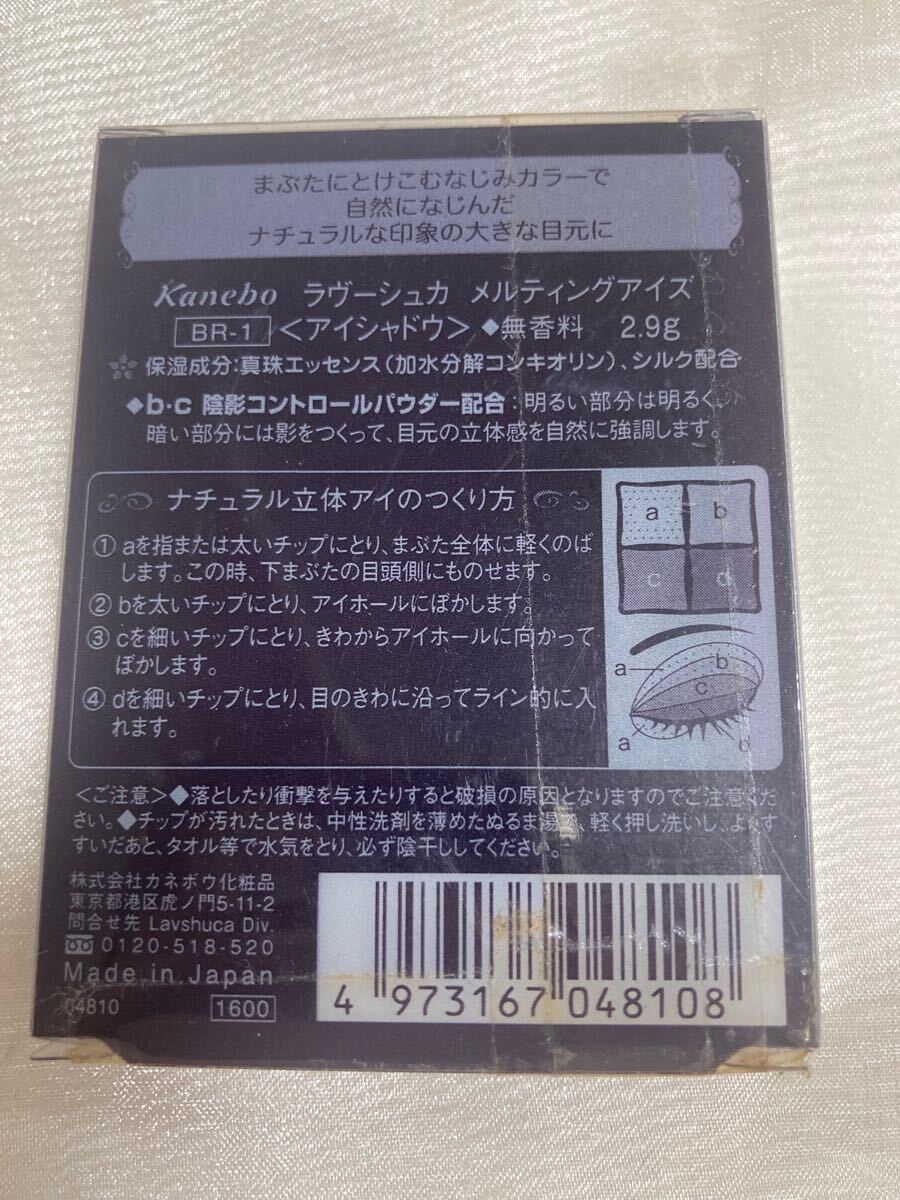 まぶたにとけこむなじみカラーで
自然になじんだ
ナチュラルな印象の大きな目元に
Kanebo ラヴーシュカ メルティングアイズ
BR-1 <アイシャドウ> ◆無香料 2.9g
保湿成分:真珠エッセンス(加水分解コンキオリン)、シルク配合
◆b・c 陰影コントロールパウダー配合:明るい部分は明るく、
暗い部分には影をつくって、目元の立体感を自然に強調します。
ナチュラル立体アイのつくり方
① aを指または太いチップにとり、まぶた全体に軽くのば
します。この時、下まぶたの目頭側にものせます。
② bを太いチップにとり、アイホールにぼかします。
③ cを細いチップにとり、きわからアイホールに向かって
ぼかします。
④ dを細いチップにとり、目のきわに沿ってライン的に入
れます。
a b
c d
a b
c
a d
<ご注意>◆落としたり衝撃を与えたりすると破損の原因となりますのでご注意くだ
さい。◆チップが汚れたときは、中性洗剤を薄めたぬるま湯で、軽く押し洗いし、よくす
すいだあと、タオル等で水気をとり、必ず陰干ししてください。
株式会社カネボウ化粧品
東京都港区虎ノ門5-11-2
問合せ先 Lavshuca Div.
0120-518-520
Made in Japan
04810 1600
4 973167 048108